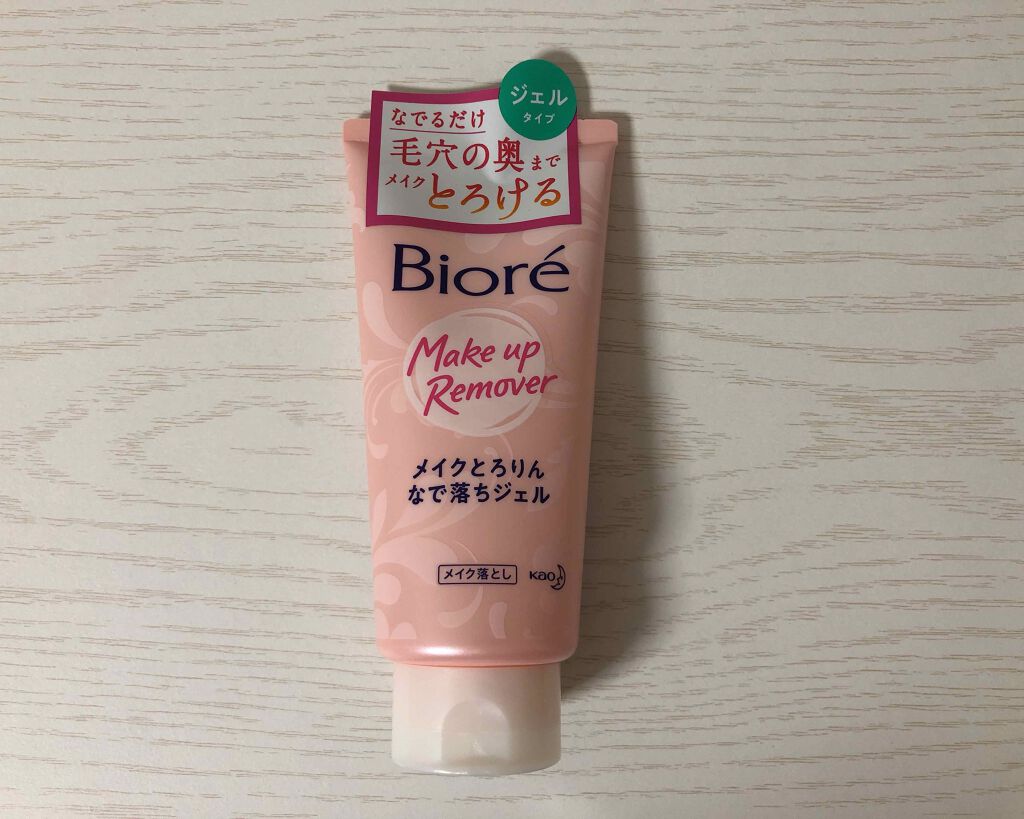 ジェル
タイプ
なでるだけ
毛穴の奥まで
メイクとろける
Bioré
Make up
Remover
メイクとろりん
なで落ちジェル
メイク落とし
Kao